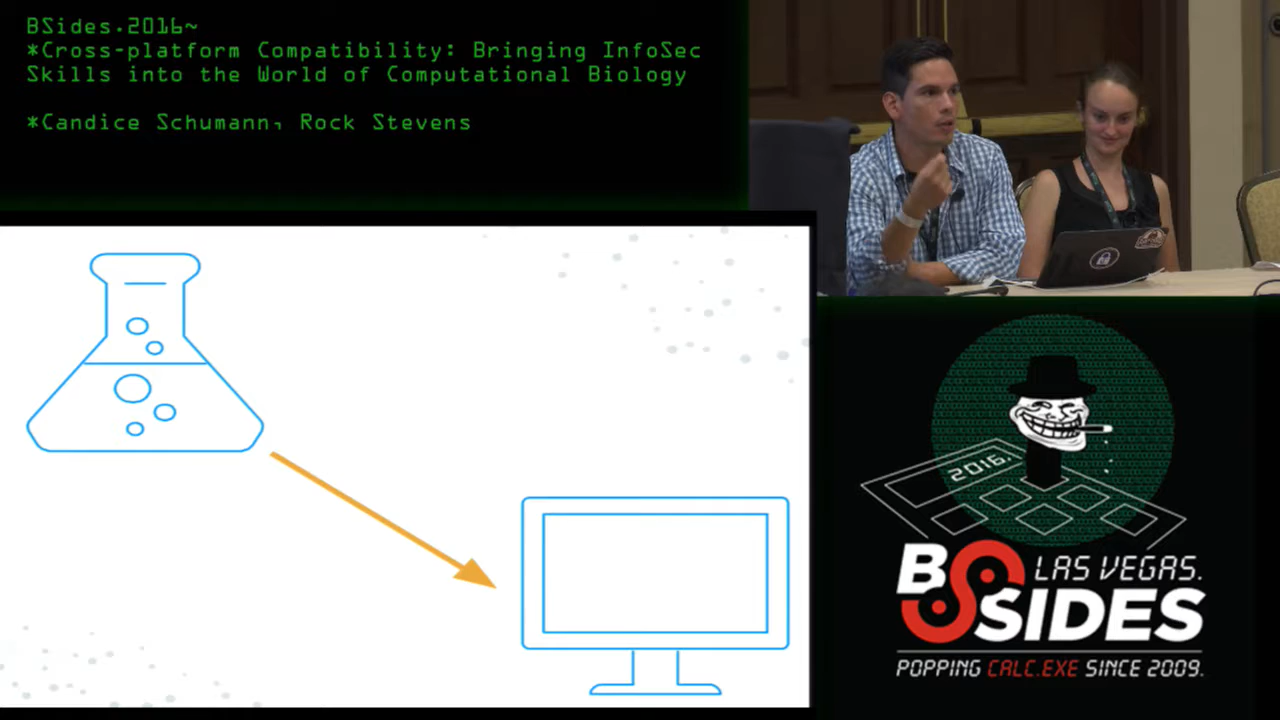 BSides.2016~
*Cross-platform Compatibility: Bringing InfoSec
Skills into the World of Computational Biology
*Candice Schumann, Rock Stevens
2016.
BSIDES
LAS VEGAS.
POPPING CALC.EXE SINCE 2009.